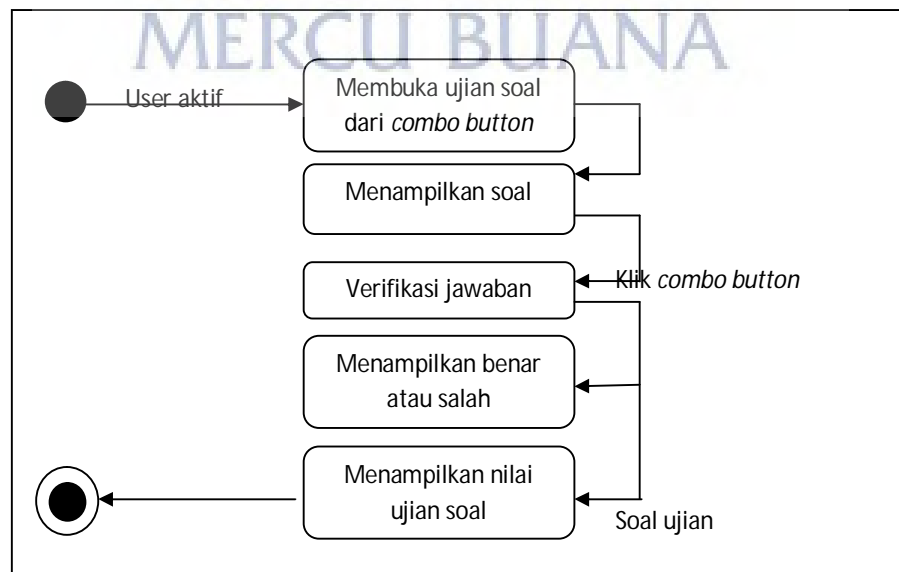 MERCU BUANA
User aktif
Membuka ujian soal
dari combo button
Menampilkan soal
Verifikasi jawaban
Klik combo button
Menampilkan benar
atau salah
Menampilkan nilai
ujian soal
Soal ujian